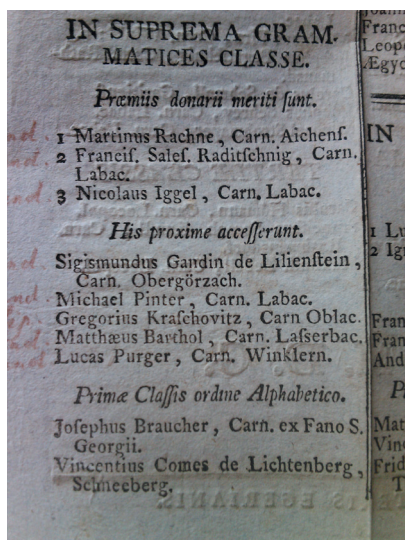 IN SUPREMA GRAM.
MATICES CLASSE.
Præmiis donarii meriti ſunt.
1 Martinus Rachne, Carn. Aichenſ.
2 Franciſ. Saleſ. Raditſchnig, Carn.
Labac.
3 Nicolaus Iggel, Carn. Labac.
His proxime acceſſerunt.
Sigismundus Gandin de Lilienſtein,
Carn. Obergörzach.
Michael Pinter, Carn. Labac.
Gregorius Kraſchovitz, Carn Oblac.
Matthæus Barthol, Carn. Laſserbac.
Lucas Purger, Carn. Winklern.
Primæ Claſſis ordine Alphabetico.
Joſephus Braucher, Carn. ex Fano S.
Georgii.
Vincentius Comes de Lichtenberg,
Schneeberg.
Franc
Leop
Ægyc
IN
1 Lu
2 Ig
Fran
Fran
And
P
Mat
Vinc
Frid
T